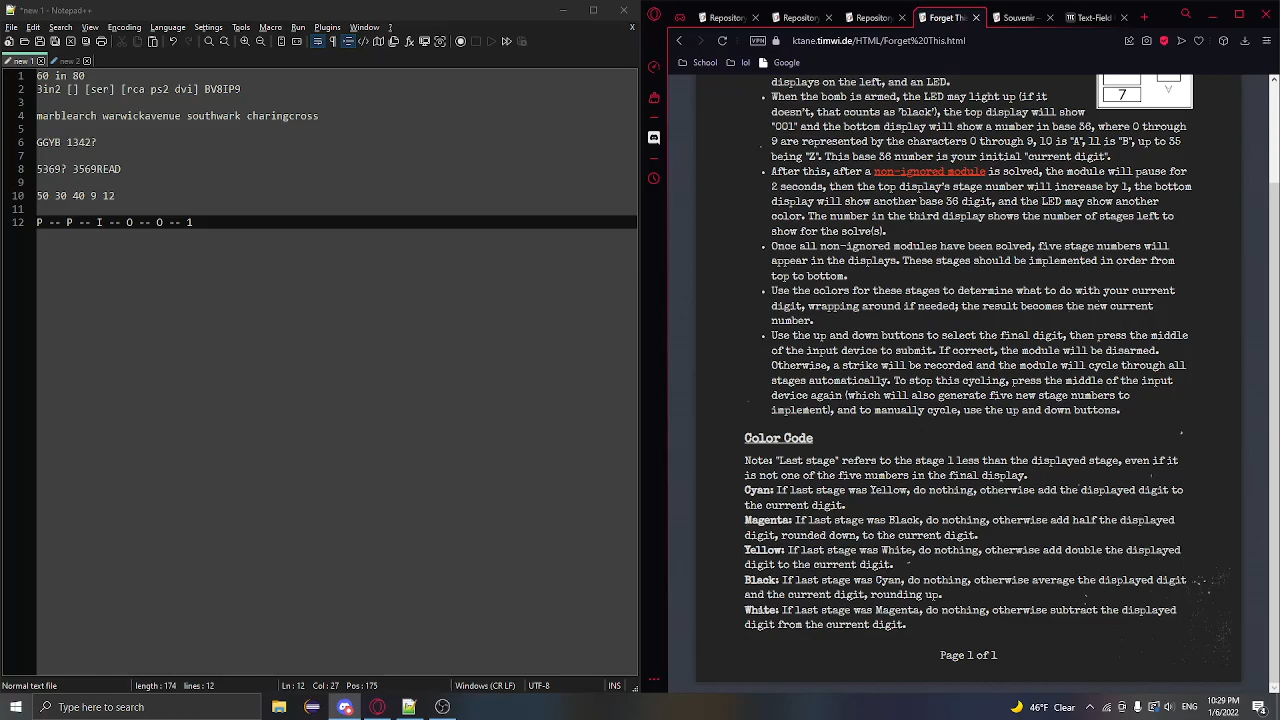 *new 1 - Notepad++
File Edit Search View Encoding Language Settings Tools Macro Run Plugins Window ?
new 1 new 2
1 60 in 80
2 3in2 [] [ser] [rca ps2 dvi] 8V81D9
3
4 marblearch warwickavenue southwark charingcross
5
6 GOYB 1342?
7
8 5369? 3569READ
9
10 50 30 40 9 12
11
12 P -- P -- I -- O -- O -- 1
Normal text file length : 174 lines : 12 Ln : 12 Col : 27 Pos : 175 Windows (CR LF) UTF-8 INS
Repository Repository Repository Forget Thi Souvenir — Text-Field
VPN ktane.timwi.de/HTML/Forget%20This.html
School lol Google
displays on the left, and an LED.
When the bomb is armed, the LED may light up (if it
doesn't, that counts as "black"), the top display will show
"001" and the bottom display will show a number in base 36, where 0 through
9 are represented by the characters 0 through 9, 10 is "A", 11 is "B", up to 35
being "Z". This base 36 number is your initial "current digit".
After this, after a non-ignored module is solved, the module will pause for
2 seconds, then the top display's stage number will increase by 1, the bottom
display will show another base 36 digit, and the LED may show another
color. The number in the third display shows the number of stages left to
show for the solve(s).
Once all non-ignored modules have been solved, five stage numbers will
appear in the displays. These stages should be implemented in order from
top to bottom.
Use the colors for these stages to determine what to do with your current
digit, wrapping around if needed; the result becomes the new current
number.
Use the up and down buttons to select the final digit, then press the middle
of the input device to submit. If correct, the module will be disarmed.
Otherwise, a strike will be recorded and the module will cycle through all
stages automatically. To stop this cycling, press the middle of the input
device again (which will also generate five new stage numbers to
implement), and to manually cycle, use the up and down buttons.
7
Color Code
Note: "Last stage" refers to the stage 1 less than the displayed stage, even if it
is not one of the five numbers in the final display.
Cyan: If last stage was Yellow, do nothing, otherwise add the displayed digit to
the current digit.
Magenta: If last stage was Black, do nothing, otherwise add half the displayed
digit, rounded down, to the current digit.
Yellow: If last stage was White, do nothing, otherwise add double the displayed
digit to the current digit.
Black: If last stage was Cyan, do nothing, otherwise average the displayed digit
and the current digit, rounding up.
White: If last stage was Magenta, do nothing, otherwise subtract the displayed
digit from the current digit.
Page 1 of 1
Type here to search
46°F Clear ENG 10:29 PM
1/6/2022